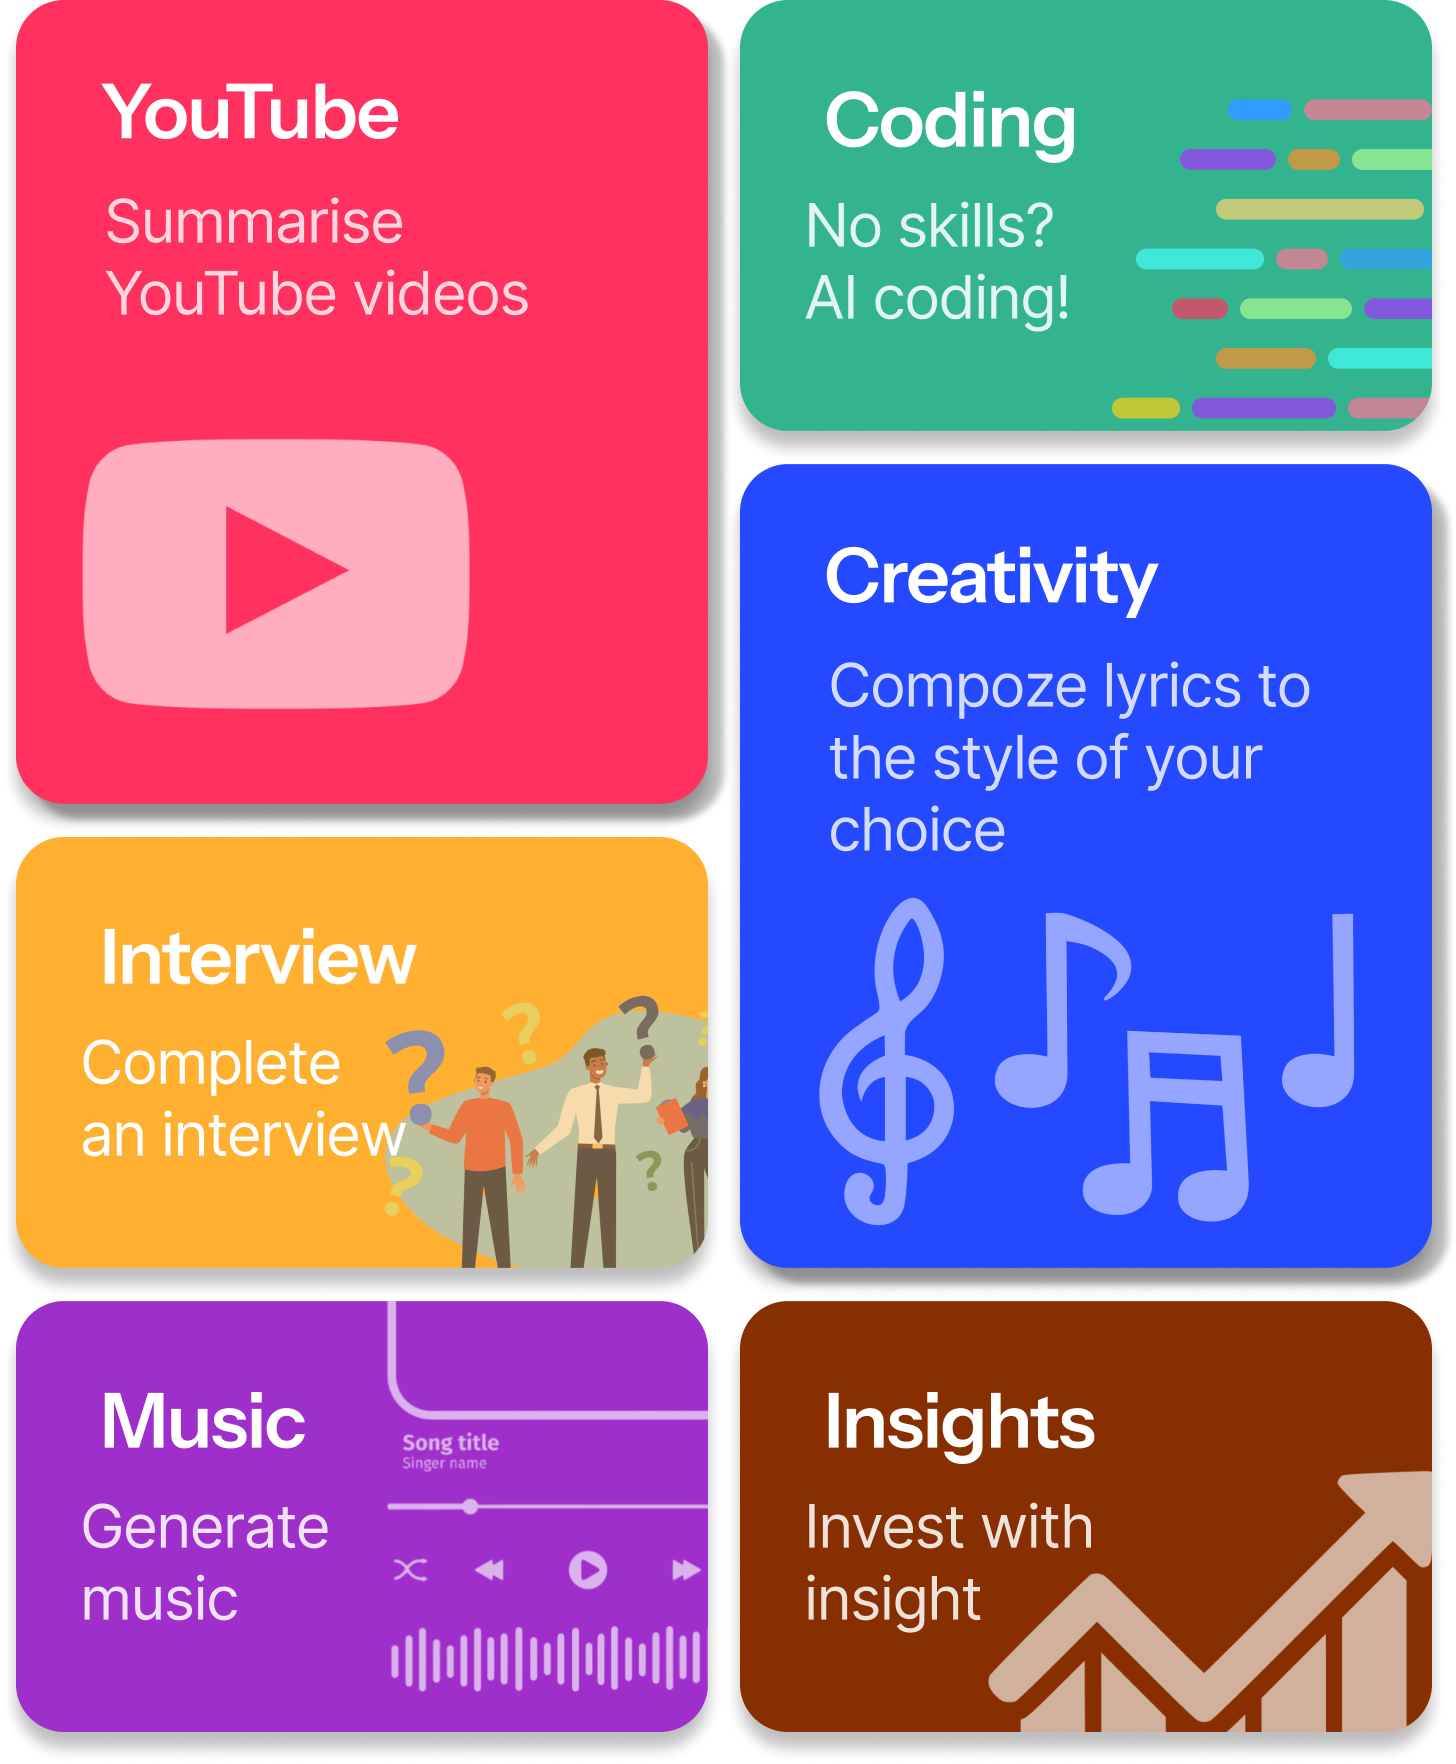 YouTube
Summarise
YouTube videos
Coding
No skills?
AI coding!
Creativity
Compoze lyrics to
the style of your
choice
Interview
Complete
an interview
? ? ? ? ? ?
Music
Song title
Singer name
Generate
music
Insights
Invest with
insight